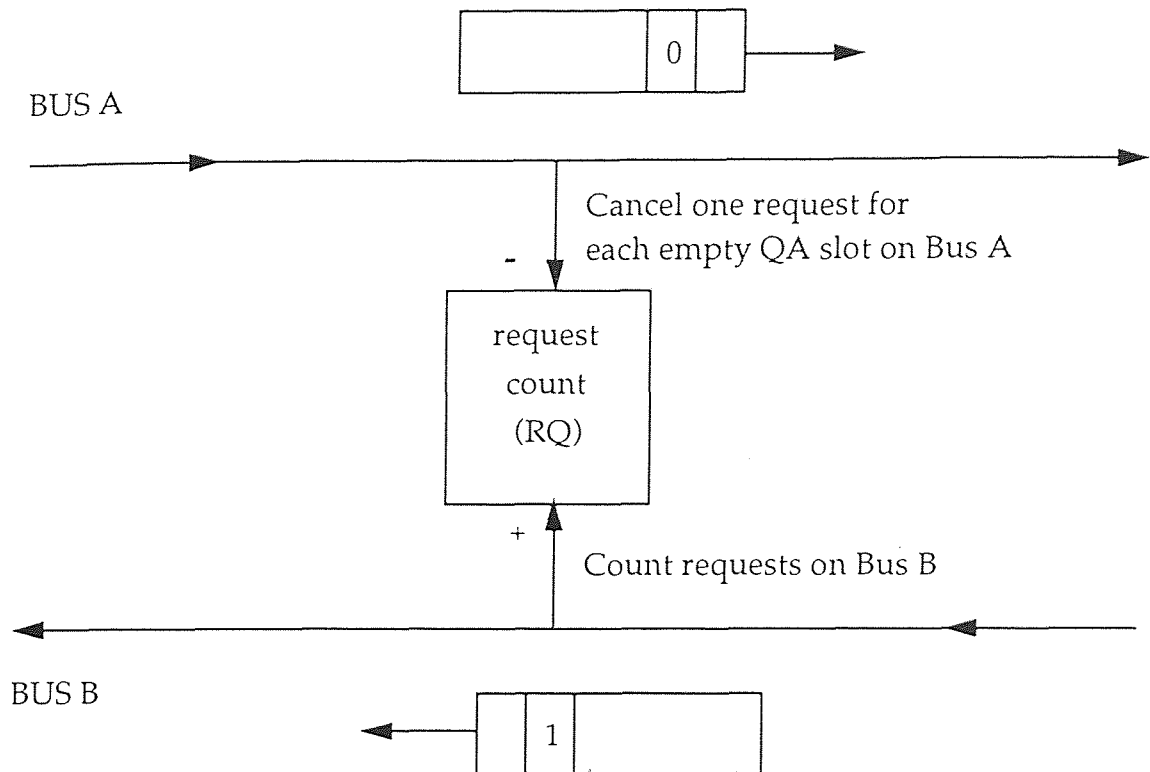 0
BUS A
Cancel one request for
each empty QA slot on Bus A
-
request
count
(RQ)
+
Count requests on Bus B
BUS B
1